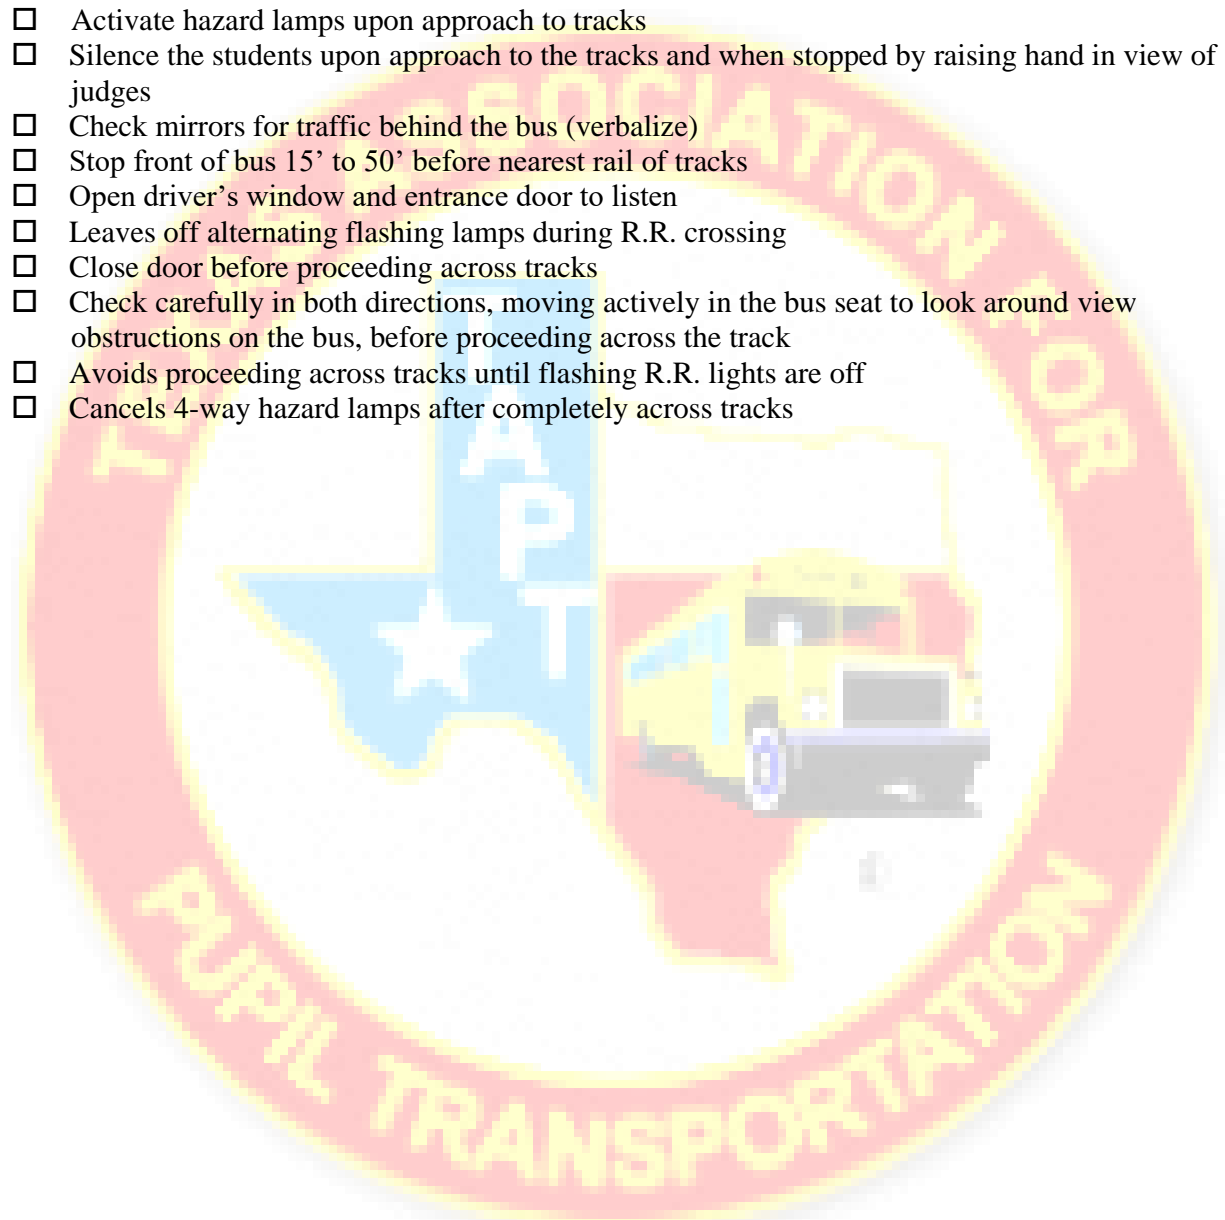 ☐ Activate hazard lamps upon approach to tracks
☐ Silence the students upon approach to the tracks and when stopped by raising hand in view of
judges
☐ Check mirrors for traffic behind the bus (verbalize)
☐ Stop front of bus 15’ to 50’ before nearest rail of tracks
☐ Open driver’s window and entrance door to listen
☐ Leaves off alternating flashing lamps during R.R. crossing
☐ Close door before proceeding across tracks
☐ Check carefully in both directions, moving actively in the bus seat to look around view
obstructions on the bus, before proceeding across the track
☐ Avoids proceeding across tracks until flashing R.R. lights are off
☐ Cancels 4-way hazard lamps after completely across tracks
TEXAS ASSOCIATION FOR
PUPIL TRANSPORTATION
TAPT